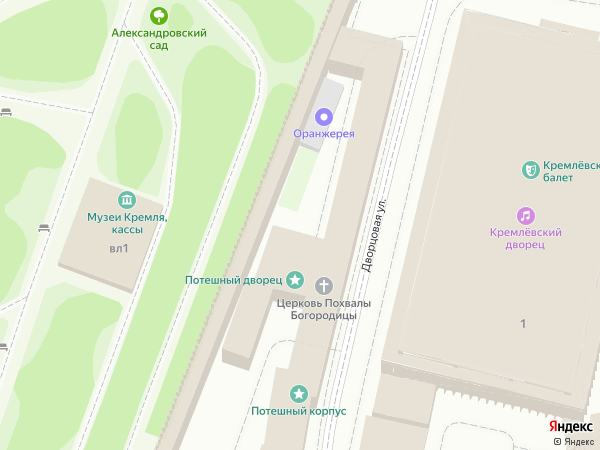 Александровский
сад
Оранжерея
Кремлёвск
балет
Музеи Кремля,
кассы
вл1
Дворцовая ул.
Кремлёвский
дворец
Потешный дворец
Церковь Похвалы
Богородицы
1
Потешный корпус
Яндекс
© Яндекс